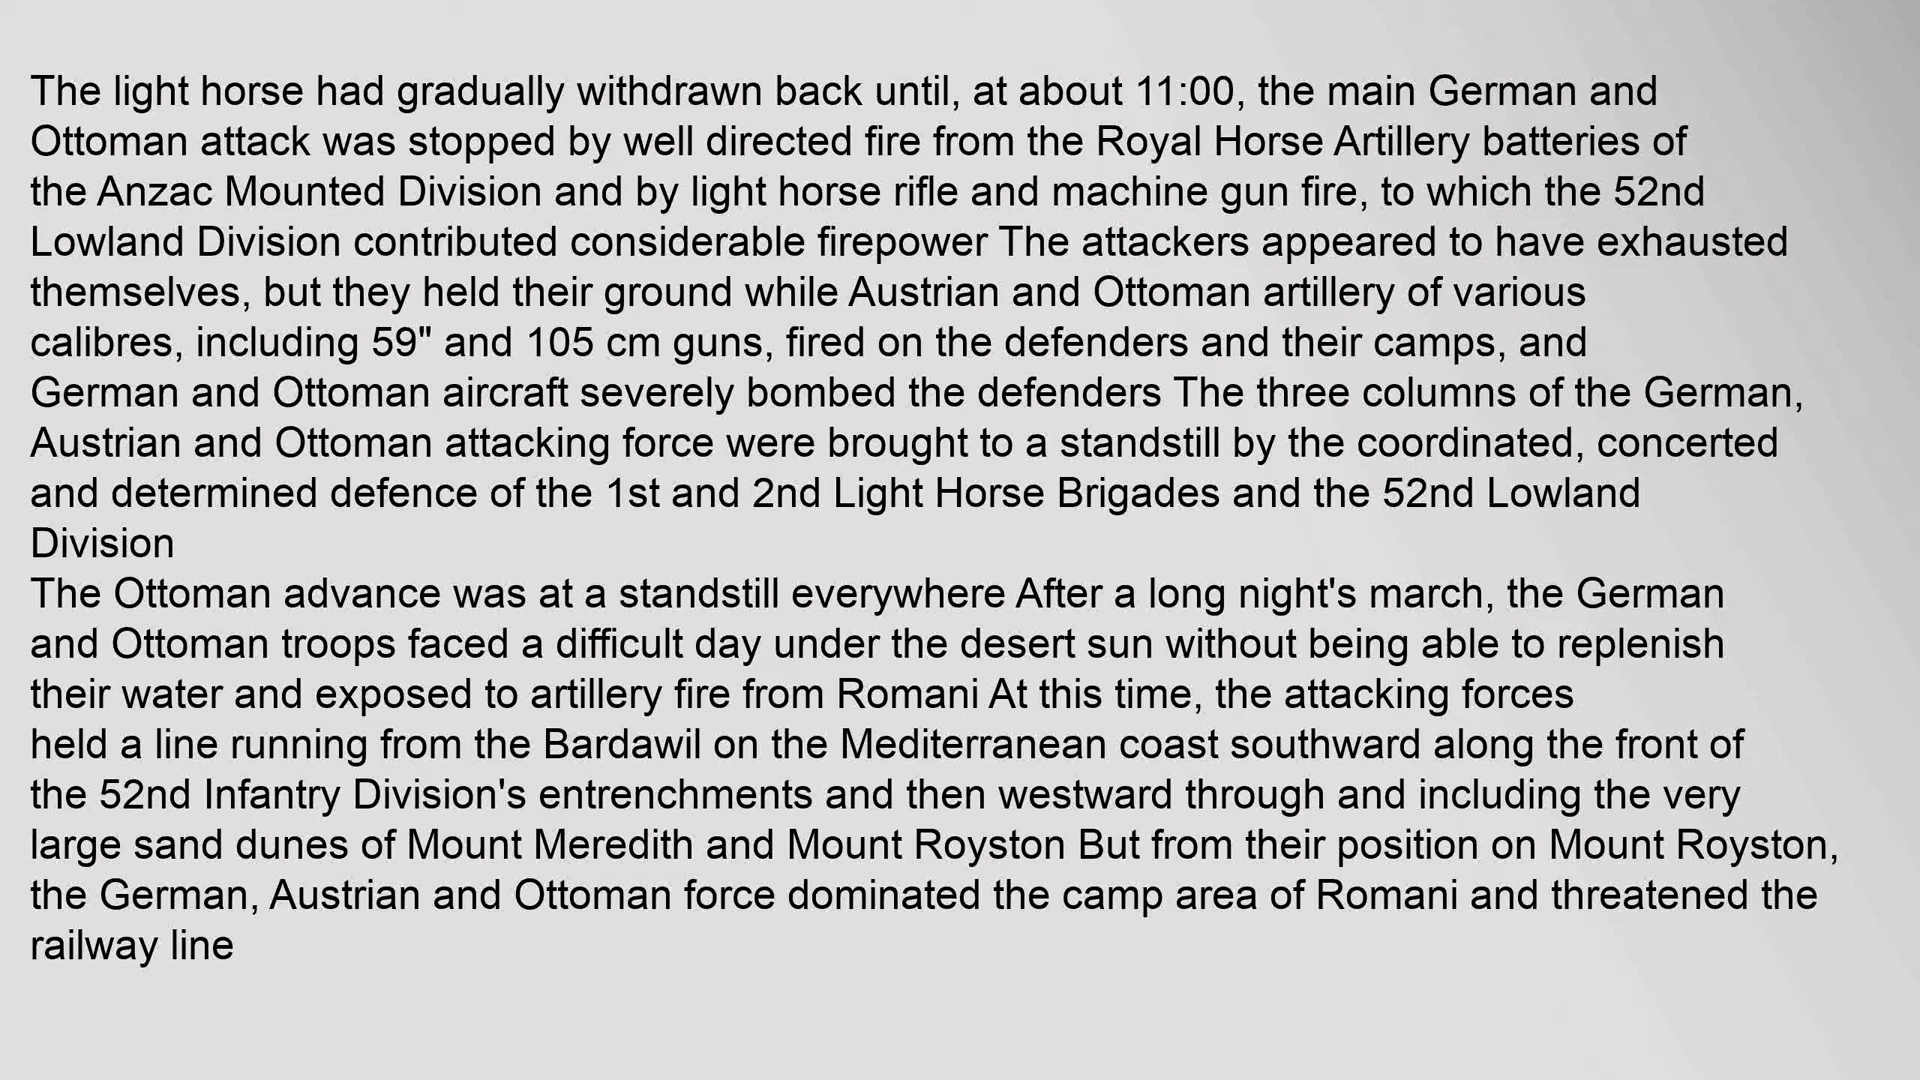 The light horse had gradually withdrawn back until, at about 11:00, the main German and
Ottoman attack was stopped by well directed fire from the Royal Horse Artillery batteries of
the Anzac Mounted Division and by light horse rifle and machine gun fire, to which the 52nd
Lowland Division contributed considerable firepower The attackers appeared to have exhausted
themselves, but they held their ground while Austrian and Ottoman artillery of various
calibres, including 59" and 105 cm guns, fired on the defenders and their camps, and
German and Ottoman aircraft severely bombed the defenders The three columns of the German,
Austrian and Ottoman attacking force were brought to a standstill by the coordinated, concerted
and determined defence of the 1st and 2nd Light Horse Brigades and the 52nd Lowland
Division
The Ottoman advance was at a standstill everywhere After a long night's march, the German
and Ottoman troops faced a difficult day under the desert sun without being able to replenish
their water and exposed to artillery fire from Romani At this time, the attacking forces
held a line running from the Bardawil on the Mediterranean coast southward along the front of
the 52nd Infantry Division's entrenchments and then westward through and including the very
large sand dunes of Mount Meredith and Mount Royston But from their position on Mount Royston,
the German, Austrian and Ottoman force dominated the camp area of Romani and threatened the
railway line